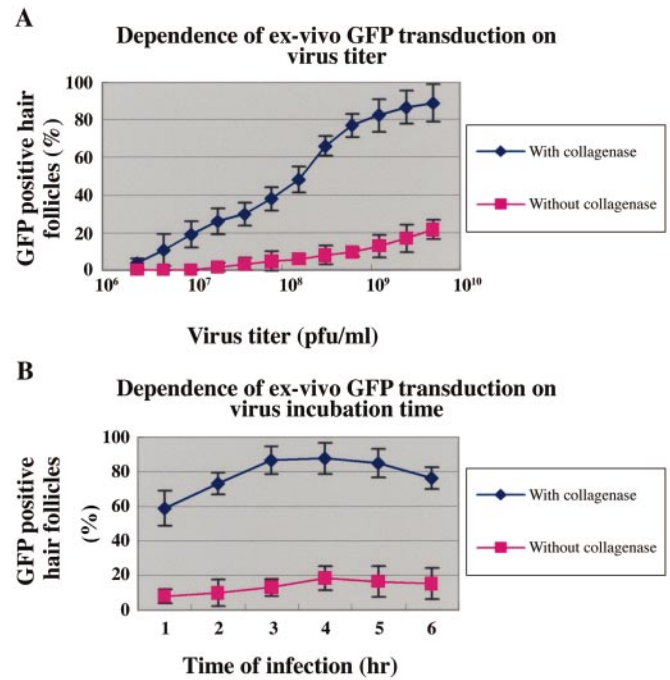 A
Dependence of ex-vivo GFP transduction on
virus titer
GFP positive hair
follicles (%)
100
80
60
40
20
0
10⁶
10⁷
10⁸
10⁹
10¹⁰
Virus titer (pfu/ml)
With collagenase
Without collagenase
B
Dependence of ex-vivo GFP transduction on
virus incubation time
GFP positive
hair follicles
(%)
100
80
60
40
20
0
1
2
3
4
5
6
Time of infection (hr)
With collagenase
Without collagenase